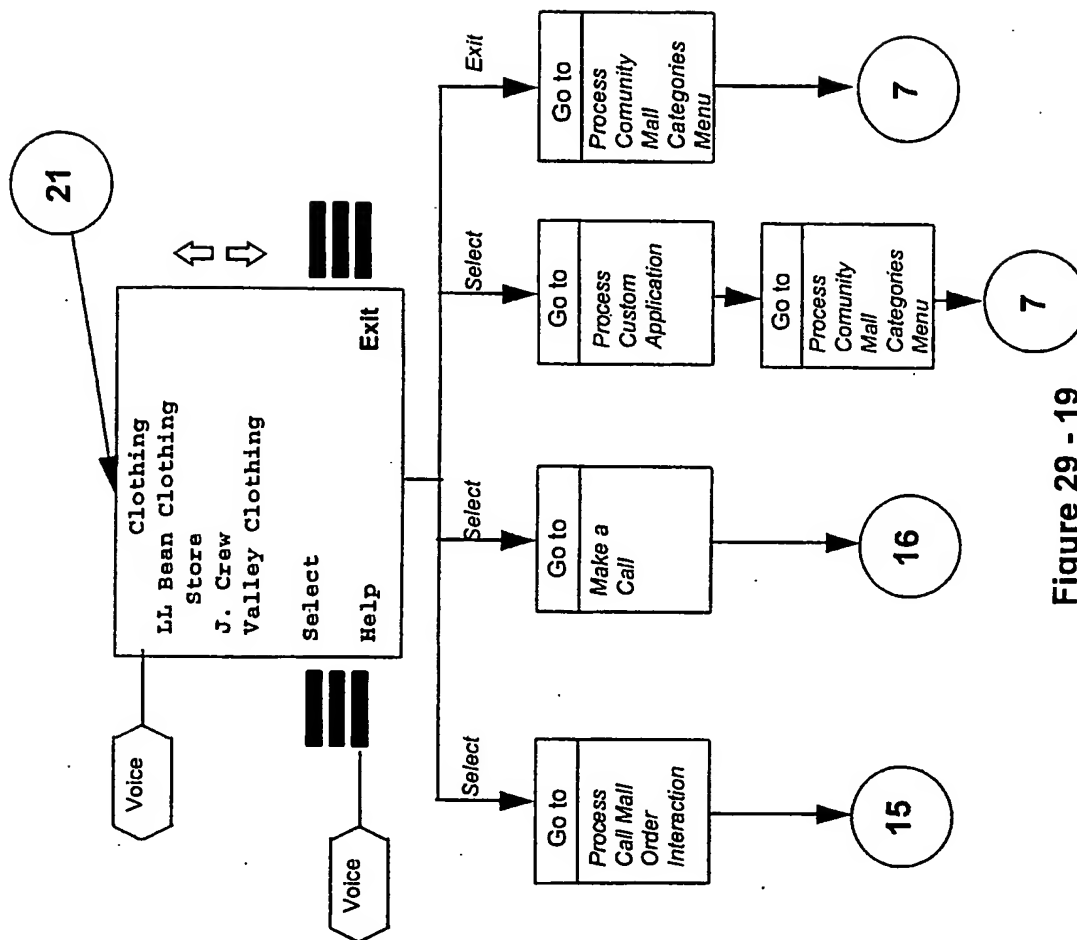 21
Voice
Clothing
LL Bean Clothing
Store
J. Crew
Valley Clothing
Select
Help
Exit
Voice
Select
Select
Select
Exit
Go to
Process
Call Mall
Order
Interaction
15
Go to
Make a
Call
16
Go to
Process
Custom
Application
Go to
Process
Comunity
Mall
Categories
Menu
7
Go to
Process
Comunity
Mall
Categories
Menu
7
Figure 29 - 19